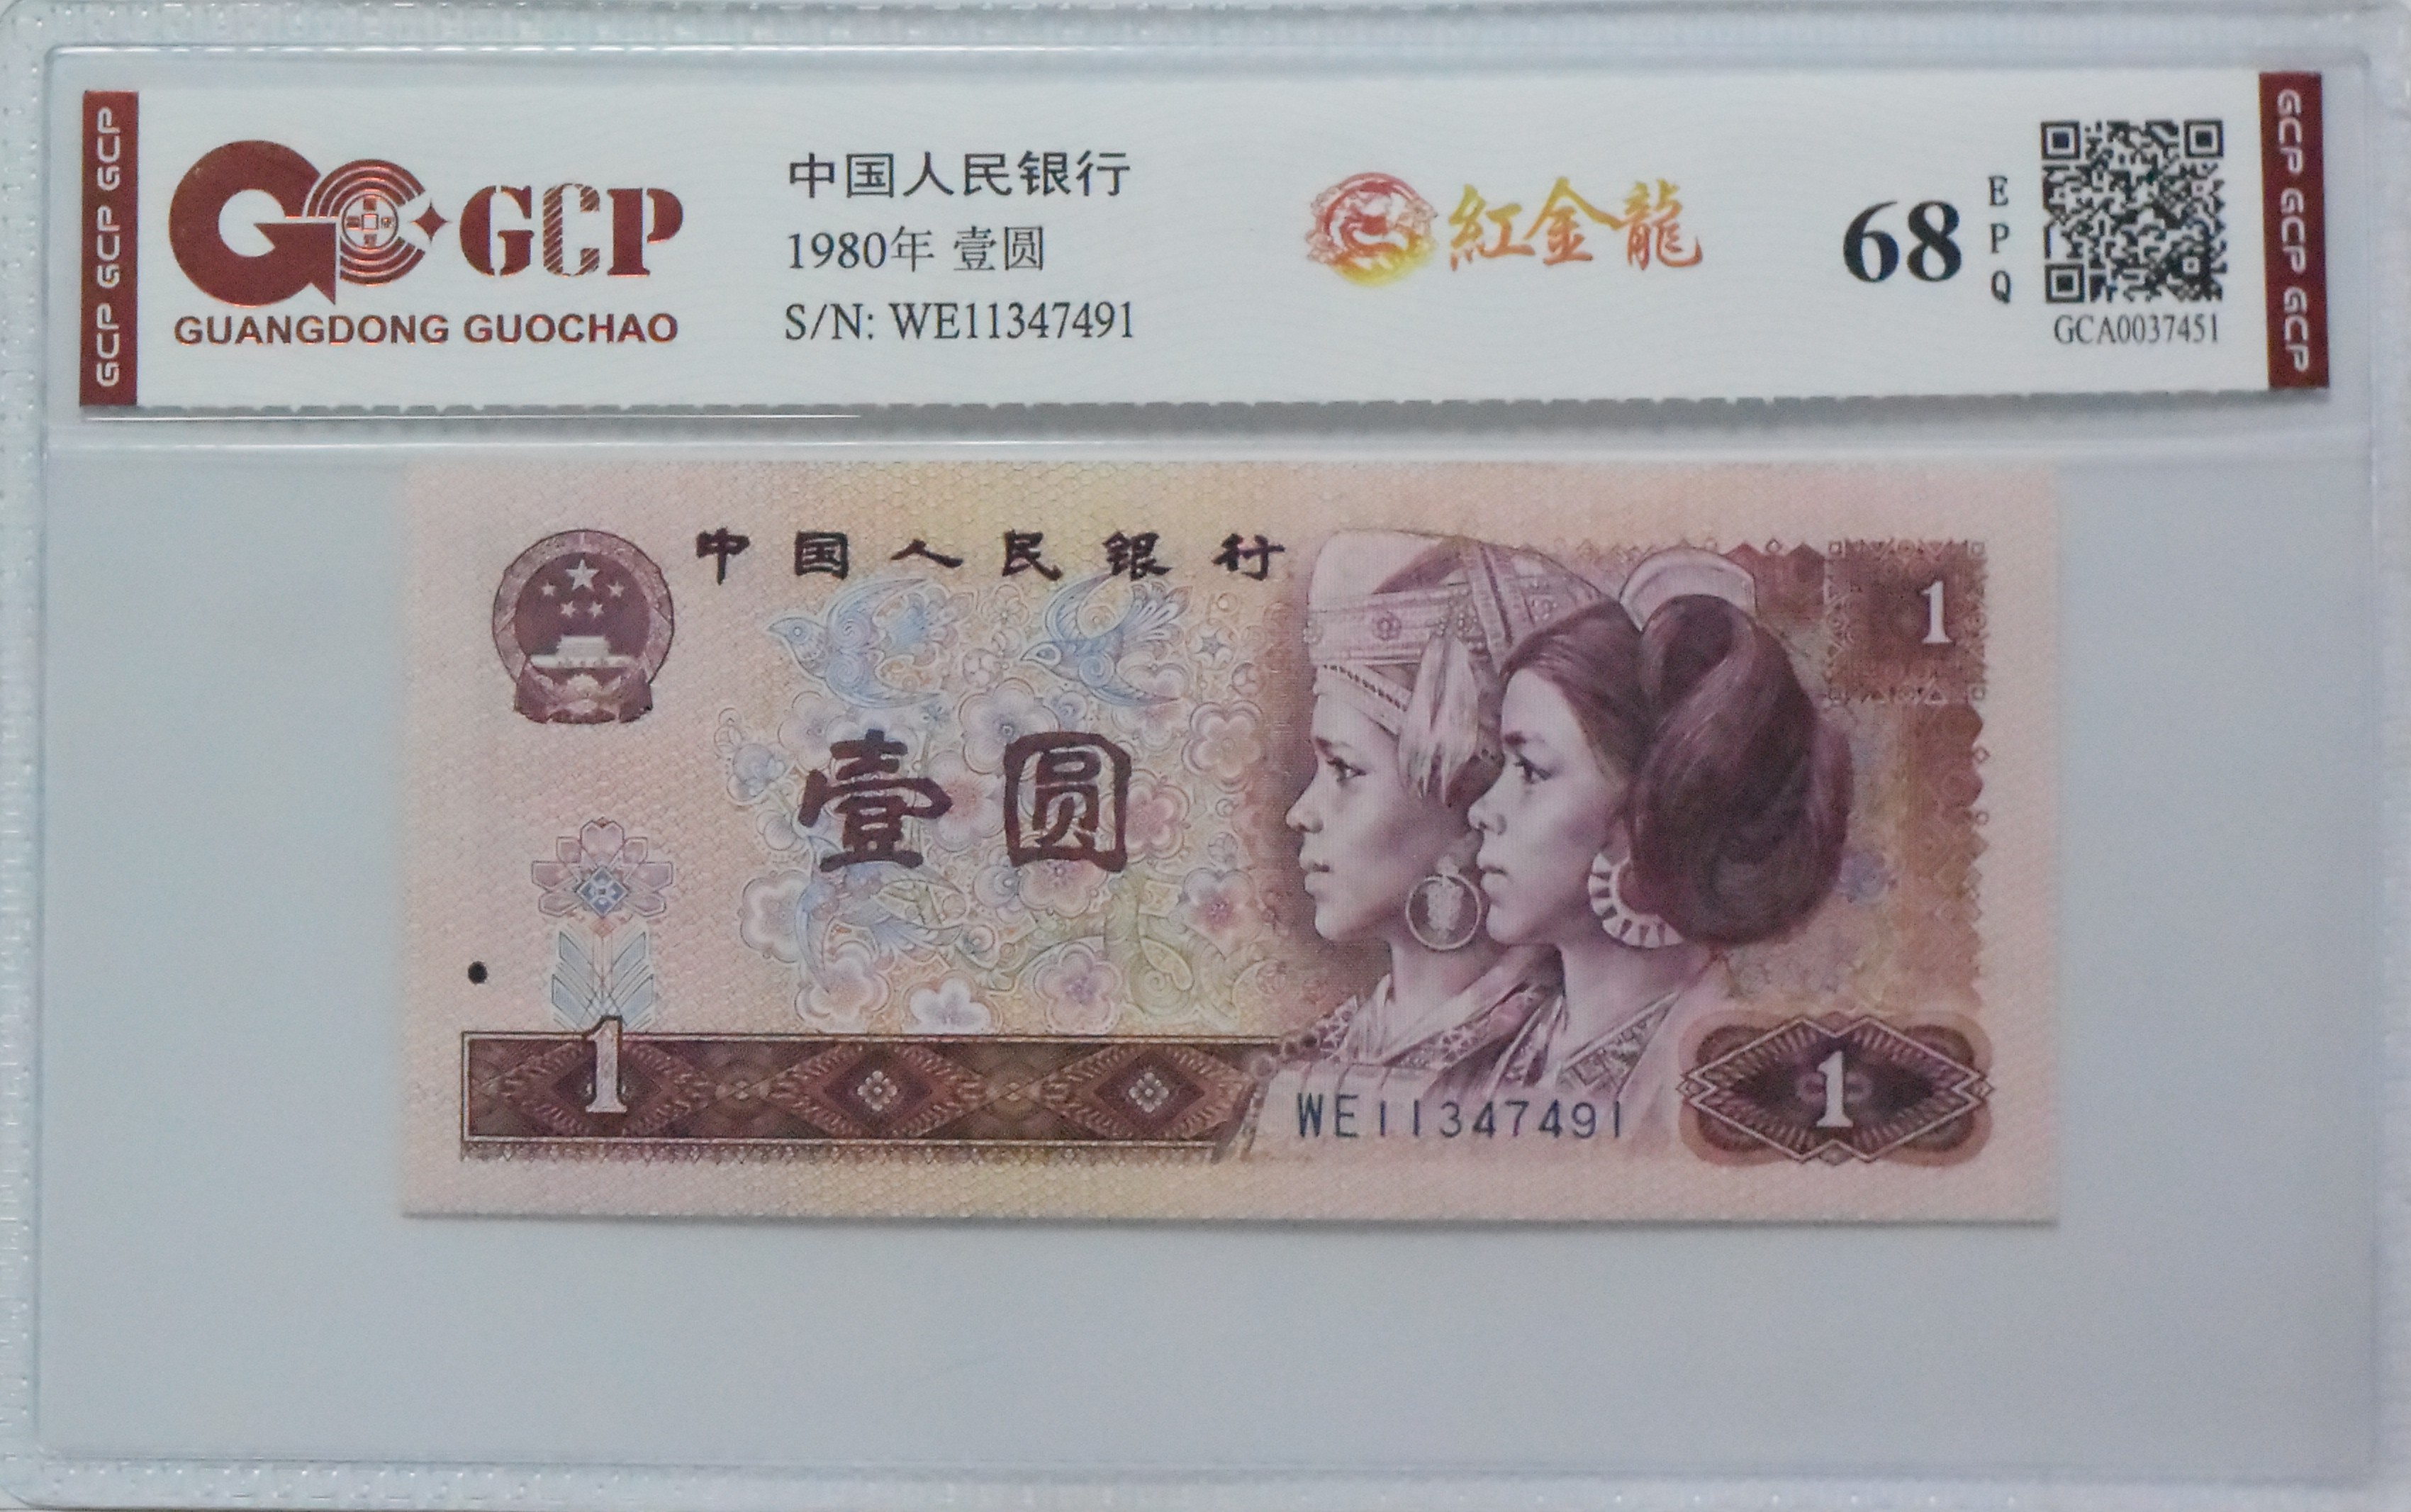 GCP GCP GCP
GCP
GUANGDONG GUOCHAO
中国人民银行
1980年 壹圆
S/N: WE11347491
紅金龍
68
EPQ
GCA0037451
GCP GCP GCP
中国人民银行
1
壹圆
1
WE11347491
1